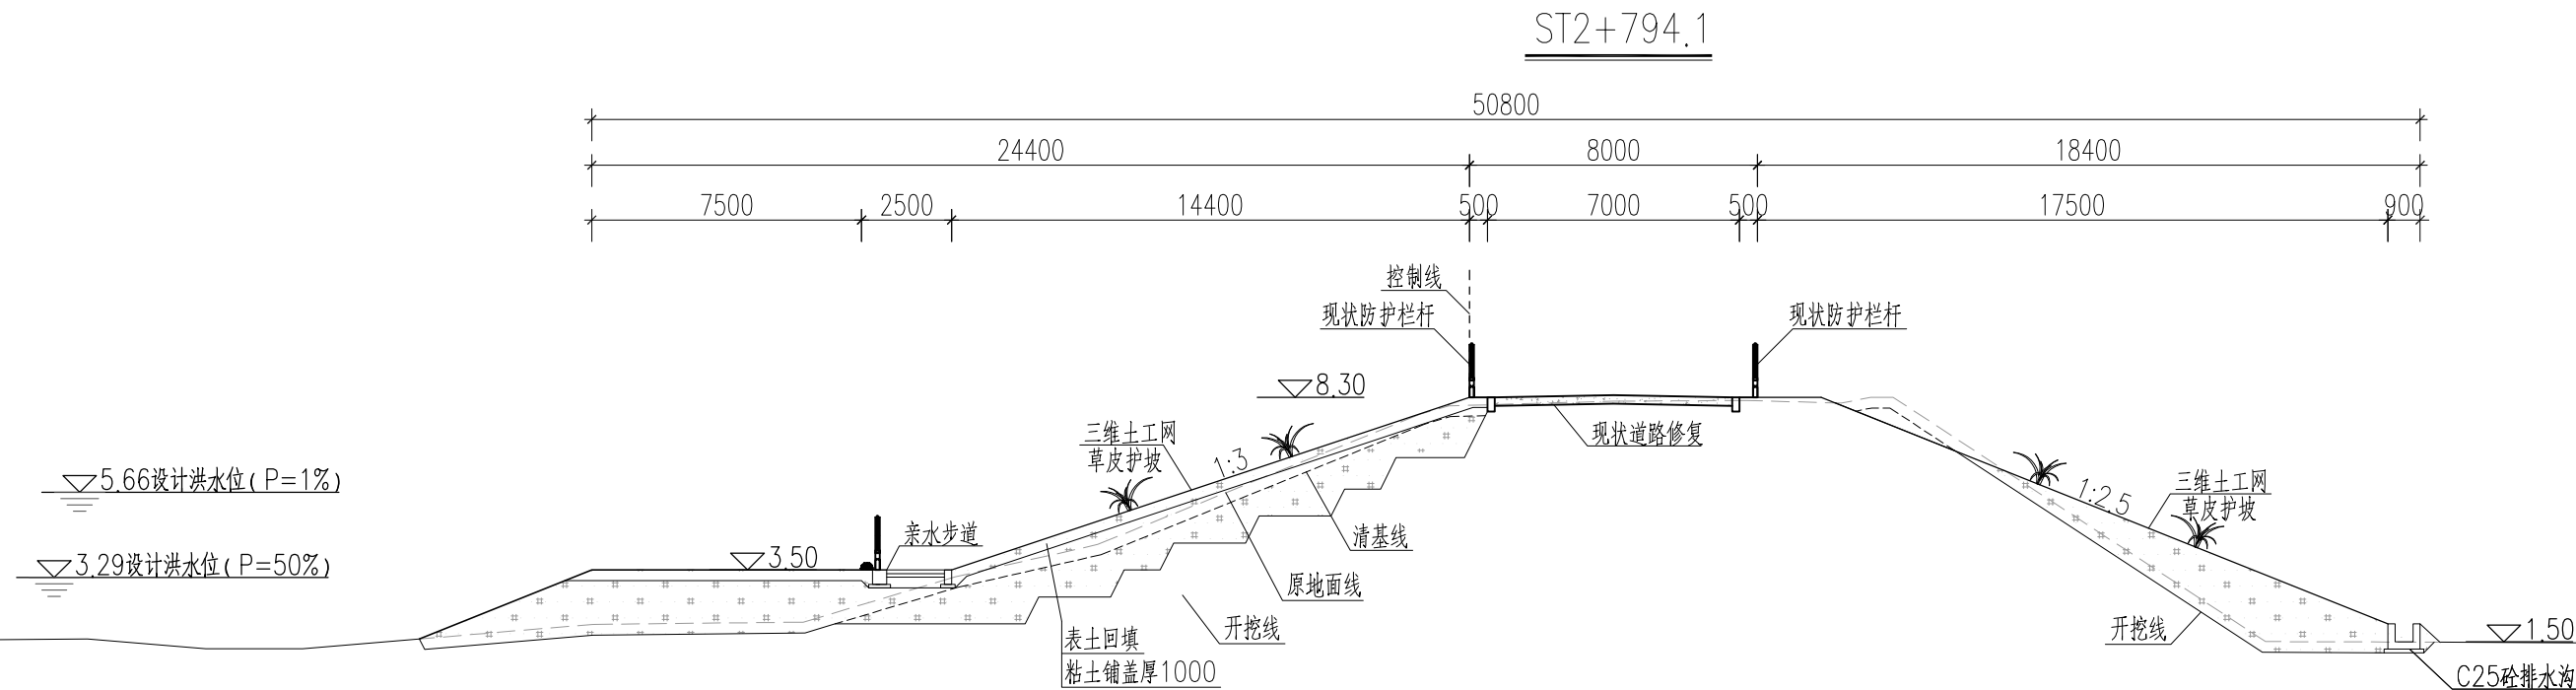 ST2+794.1
50800
24400
8000
18400
7500
2500
14400
500
7000
500
17500
900
控制线
现状防护栏杆
现状防护栏杆
8.30
现状道路修复
三维土工网
草皮护坡
1:3
5.66设计洪水位(P=1%)
三维土工网
草皮护坡
1:2.5
亲水步道
清基线
3.50
3.29设计洪水位(P=50%)
原地面线
开挖线
开挖线
1.50
表土回填
粘土铺盖厚1000
C25砼排水沟